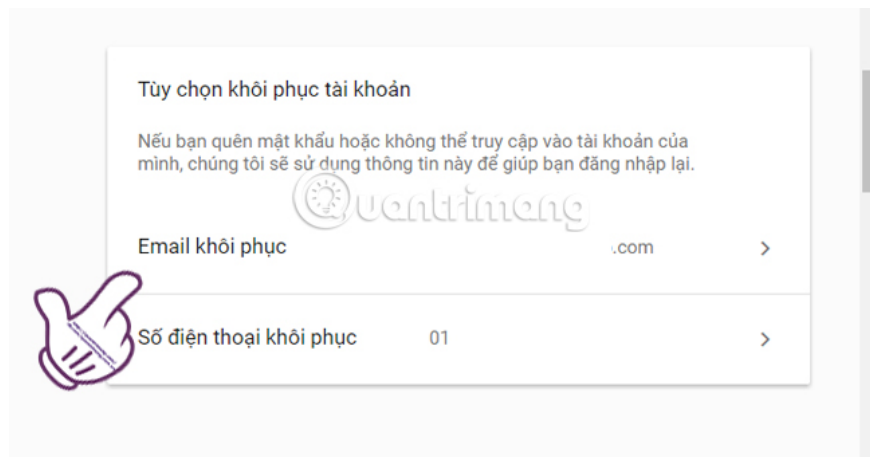 Tùy chọn khôi phục tài khoản
Nếu bạn quên mật khẩu hoặc không thể truy cập vào tài khoản của
mình, chúng tôi sẽ sử dụng thông tin này để giúp bạn đăng nhập lại.
Quantrimang
Email khôi phục .com
Số điện thoại khôi phục 01